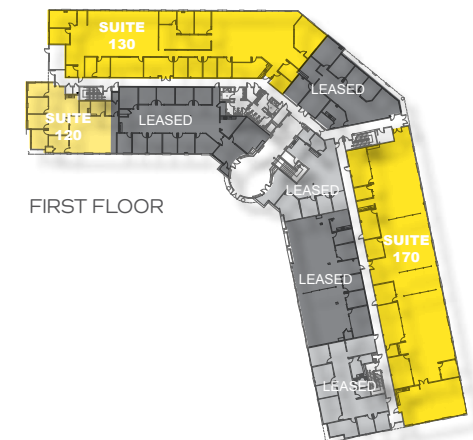 SUITE
130
LEASED
SUITE
120
LEASED
LEASED
FIRST FLOOR
SUITE
170
LEASED
LEASED